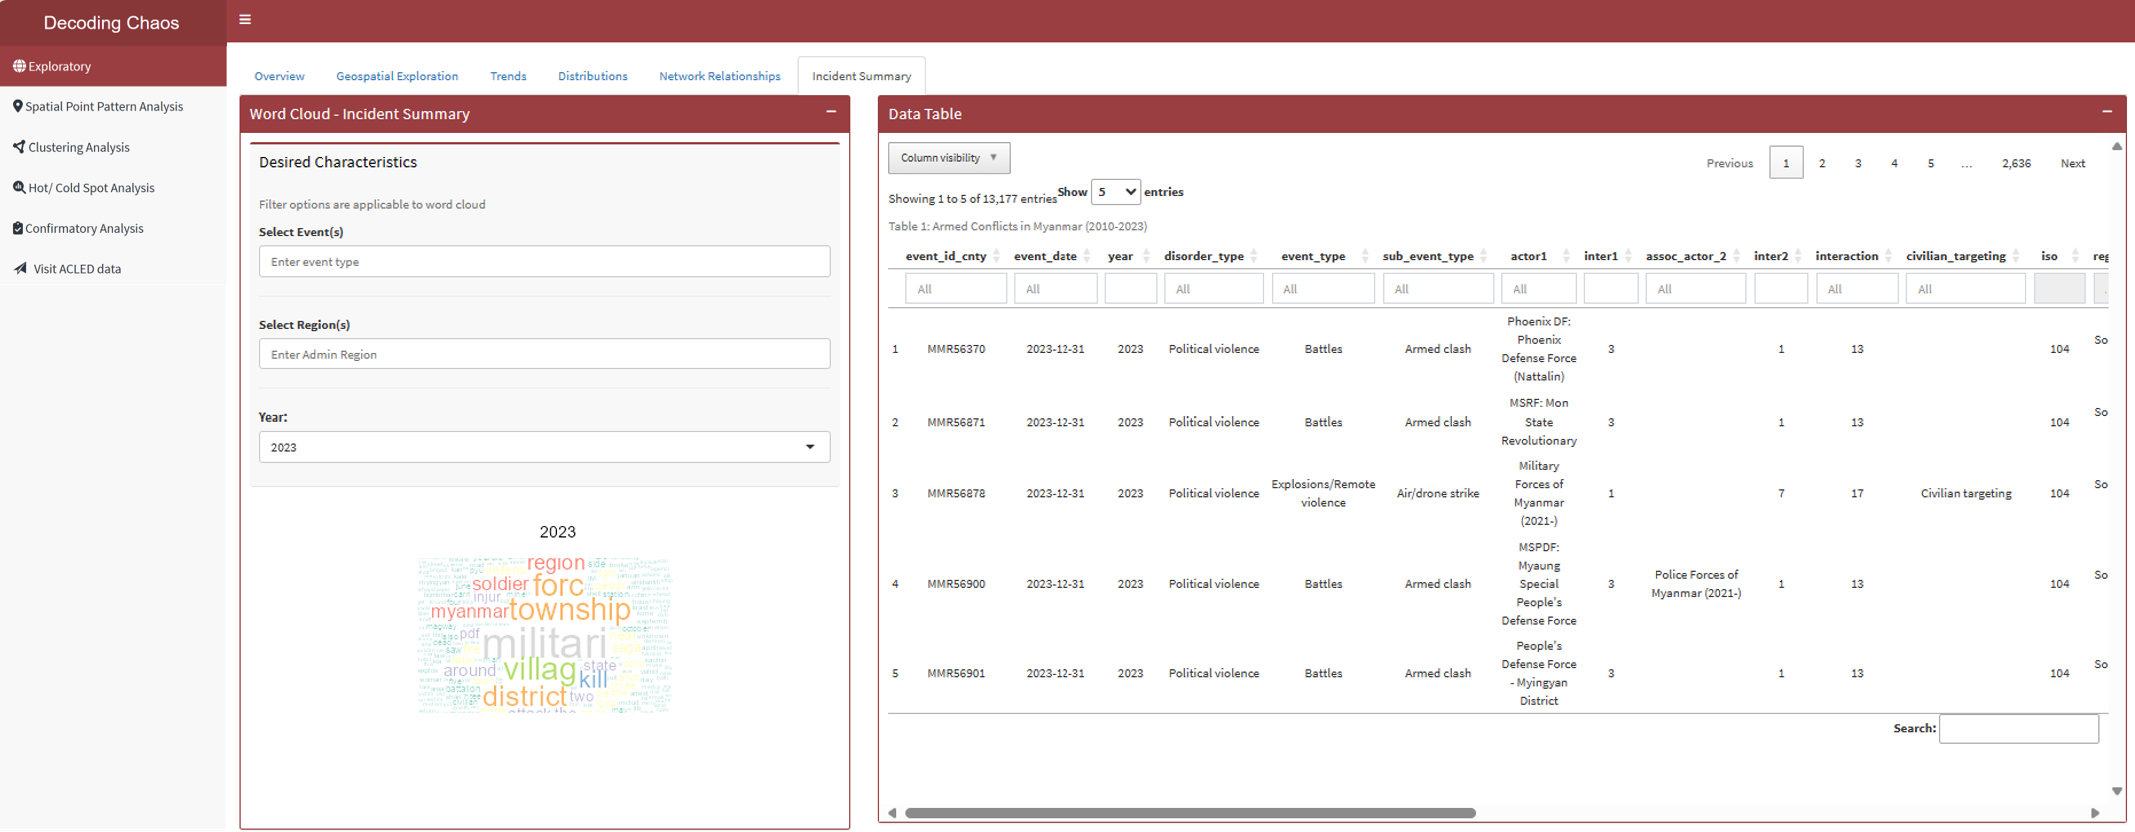 Decoding Chaos
Exploratory
Spatial Point Pattern Analysis
Clustering Analysis
Hot/ Cold Spot Analysis
Confirmatory Analysis
Visit ACLED data
Overview Geospatial Exploration Trends Distributions Network Relationships Incident Summary
Word Cloud - Incident Summary
Desired Characteristics
Filter options are applicable to word cloud
Select Event(s)
Enter event type
Select Region(s)
Enter Admin Region
Year:
2023
2023
region side
soldier forc
injur
myanmar township
pdf militari
around villag state
kill
battalion district two
Data Table
Column visibility ▼
Previous 1 2 3 4 5 … 2,636 Next
Showing 1 to 5 of 13,177 entries Show 5 entries
Table 1: Armed Conflicts in Myanmar (2010-2023)
event_id_cnty event_date year disorder_type event_type sub_event_type actor1 inter1 assoc_actor_2 inter2 interaction civilian_targeting iso reg
All All All All All All All All All
1 MMR56370 2023-12-31 2023 Political violence Battles Armed clash Phoenix DF: Phoenix Defense Force (Nattalin) 3 1 13 104 So
2 MMR56871 2023-12-31 2023 Political violence Battles Armed clash MSRF: Mon State Revolutionary 3 1 13 104 So
3 MMR56878 2023-12-31 2023 Political violence Explosions/Remote violence Air/drone strike Military Forces of Myanmar (2021-) 1 7 17 Civilian targeting 104 So
4 MMR56900 2023-12-31 2023 Political violence Battles Armed clash MSPDF: Myaung Special People's Defense Force 3 Police Forces of Myanmar (2021-) 1 13 104 So
5 MMR56901 2023-12-31 2023 Political violence Battles Armed clash People's Defense Force - Myingyan District 3 1 13 104 So
Search: